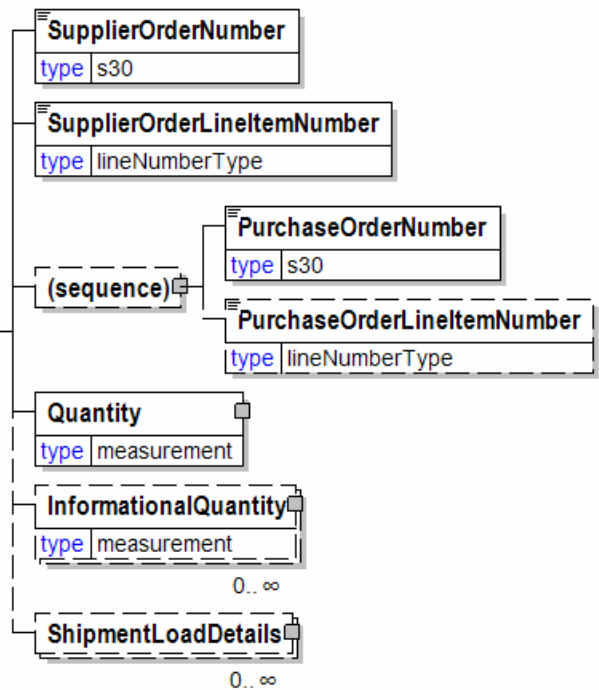 SupplierOrderNumber
type s30
SupplierOrderLineItemNumber
type lineNumberType
PurchaseOrderNumber
type s30
(sequence)
PurchaseOrderLineItemNumber
type lineNumberType
Quantity
type measurement
InformationalQuantity
type measurement
0.. ∞
ShipmentLoadDetails
0.. ∞